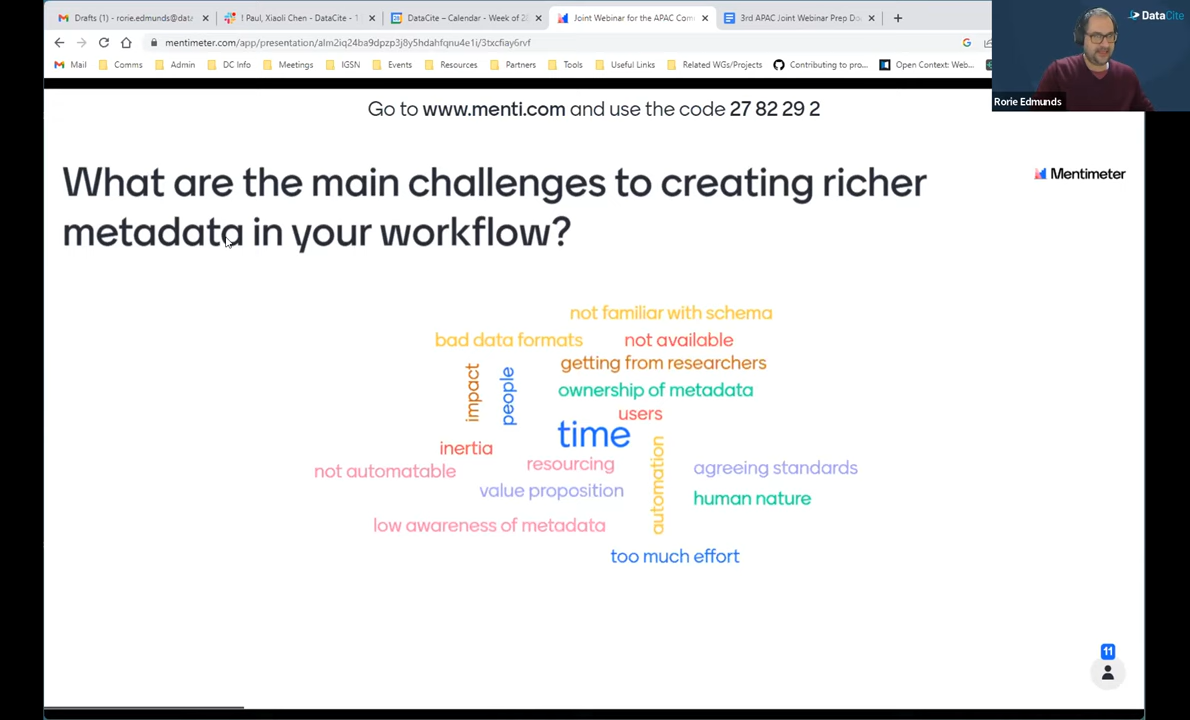 Drafts (1) - rorie.edmunds@data
! Paul, Xiaoli Chen - DataCite - 1
DataCite – Calendar - Week of 2
Joint Webinar for the APAC Com
3rd APAC Joint Webinar Prep Do
DataCite
mentimeter.com/app/presentation/alm2iq24ba9dpzp3j8y5hdahfqnu4e1i/3txcfiay6rvf
Mail Comms Admin DC Info Meetings IGSN Events Resources Partners Tools Useful Links Related WGs/Projects Contributing to pro... Open Context: Web...
Rorie Edmunds
Go to www.menti.com and use the code 27 82 29 2
What are the main challenges to creating richer
metadata in your workflow?
Mentimeter
not familiar with schema
bad data formats
not available
getting from researchers
impact
people
ownership of metadata
users
time
inertia
resourcing
automation
agreeing standards
not automatable
value proposition
human nature
low awareness of metadata
too much effort
11